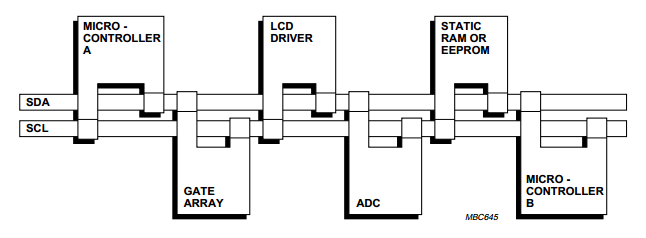 MICRO -
CONTROLLER
A
LCD
DRIVER
STATIC
RAM OR
EEPROM
SDA
SCL
GATE
ARRAY
ADC
MICRO -
CONTROLLER
B
MBC645